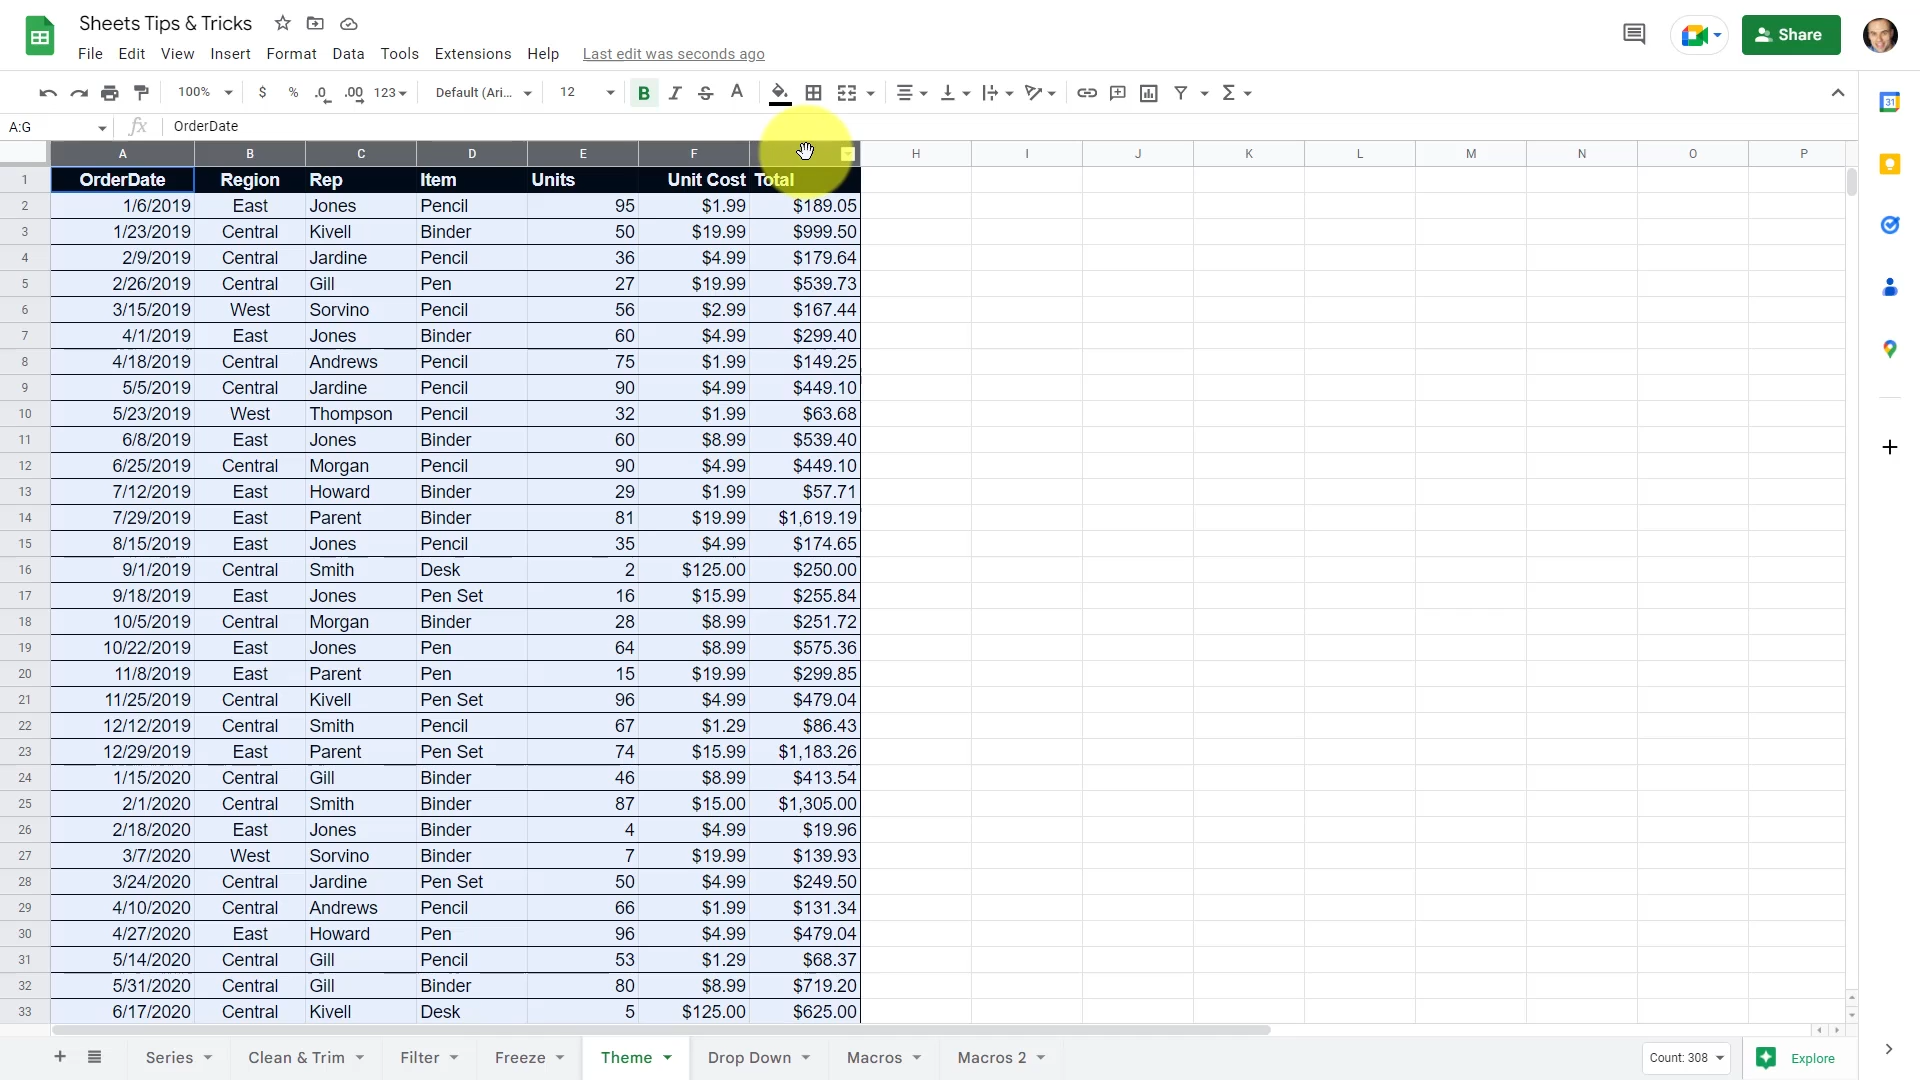 Sheets Tips & Tricks
File Edit View Insert Format Data Tools Extensions Help Last edit was seconds ago
Share
100% $ % .0 .00 123 Default (Ari... 12 B I S A Σ
A:G fx OrderDate
A B C D E F H I J K L M N O P
1 OrderDate Region Rep Item Units Unit Cost Total
2 1/6/2019 East Jones Pencil 95 $1.99 $189.05
3 1/23/2019 Central Kivell Binder 50 $19.99 $999.50
4 2/9/2019 Central Jardine Pencil 36 $4.99 $179.64
5 2/26/2019 Central Gill Pen 27 $19.99 $539.73
6 3/15/2019 West Sorvino Pencil 56 $2.99 $167.44
7 4/1/2019 East Jones Binder 60 $4.99 $299.40
8 4/18/2019 Central Andrews Pencil 75 $1.99 $149.25
9 5/5/2019 Central Jardine Pencil 90 $4.99 $449.10
10 5/23/2019 West Thompson Pencil 32 $1.99 $63.68
11 6/8/2019 East Jones Binder 60 $8.99 $539.40
12 6/25/2019 Central Morgan Pencil 90 $4.99 $449.10
13 7/12/2019 East Howard Binder 29 $1.99 $57.71
14 7/29/2019 East Parent Binder 81 $19.99 $1,619.19
15 8/15/2019 East Jones Pencil 35 $4.99 $174.65
16 9/1/2019 Central Smith Desk 2 $125.00 $250.00
17 9/18/2019 East Jones Pen Set 16 $15.99 $255.84
18 10/5/2019 Central Morgan Binder 28 $8.99 $251.72
19 10/22/2019 East Jones Pen 64 $8.99 $575.36
20 11/8/2019 East Parent Pen 15 $19.99 $299.85
21 11/25/2019 Central Kivell Pen Set 96 $4.99 $479.04
22 12/12/2019 Central Smith Pencil 67 $1.29 $86.43
23 12/29/2019 East Parent Pen Set 74 $15.99 $1,183.26
24 1/15/2020 Central Gill Binder 46 $8.99 $413.54
25 2/1/2020 Central Smith Binder 87 $15.00 $1,305.00
26 2/18/2020 East Jones Binder 4 $4.99 $19.96
27 3/7/2020 West Sorvino Binder 7 $19.99 $139.93
28 3/24/2020 Central Jardine Pen Set 50 $4.99 $249.50
29 4/10/2020 Central Andrews Pencil 66 $1.99 $131.34
30 4/27/2020 East Howard Pen 96 $4.99 $479.04
31 5/14/2020 Central Gill Pencil 53 $1.29 $68.37
32 5/31/2020 Central Gill Binder 80 $8.99 $719.20
33 6/17/2020 Central Kivell Desk 5 $125.00 $625.00
Series Clean & Trim Filter Freeze Theme Drop Down Macros Macros 2 Count: 308 Explore
31